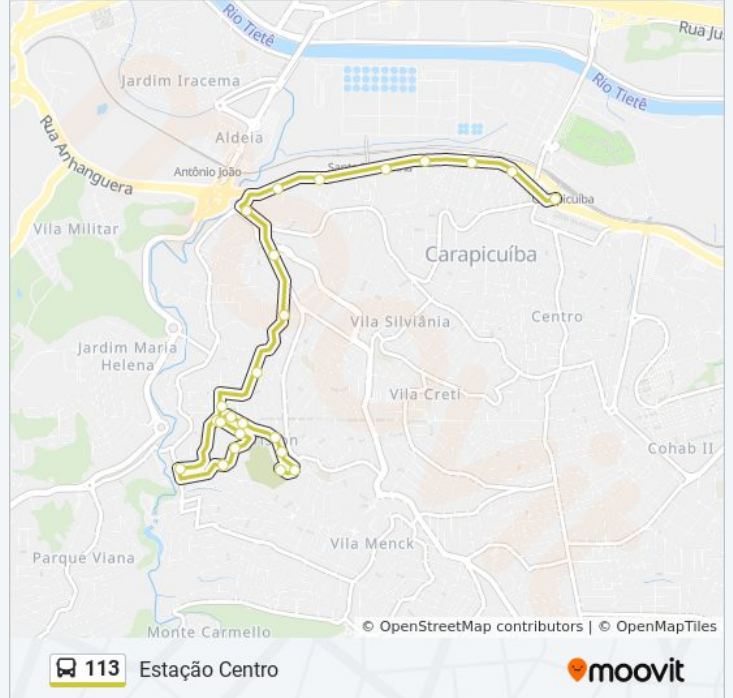 Rio Tietê
Rua Ju
Jardim Iracema
Rio Tietê
Aldeia
Rua Anhanguera
Antônio João
Vila Militar
Carapicuíba
Vila Silviânia
Centro
Jardim Maria
Helena
Vila Creti
Cohab II
Vila Menck
Parque Viana
Monte Carmello
© OpenStreetMap contributors | © OpenMapTiles
113 Estação Centro
moovit